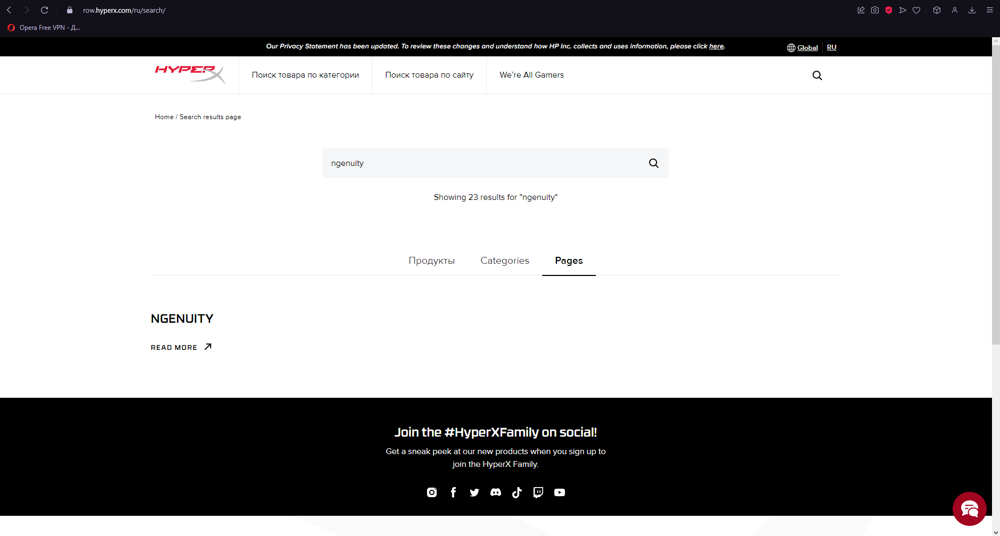 row.hyperx.com/ru/search/
Opera Free VPN - Д...
Our Privacy Statement has been updated. To review these changes and understand how HP Inc. collects and uses information, please click here.
Global
RU
HYPERX
Поиск товара по категории
Поиск товара по сайту
We’re All Gamers
Home / Search results page
ngenuity
Showing 23 results for "ngenuity"
Продукты
Categories
Pages
NGENUITY
READ MORE
Join the #HyperXFamily on social!
Get a sneak peek at our new products when you sign up to
join the HyperX Family.